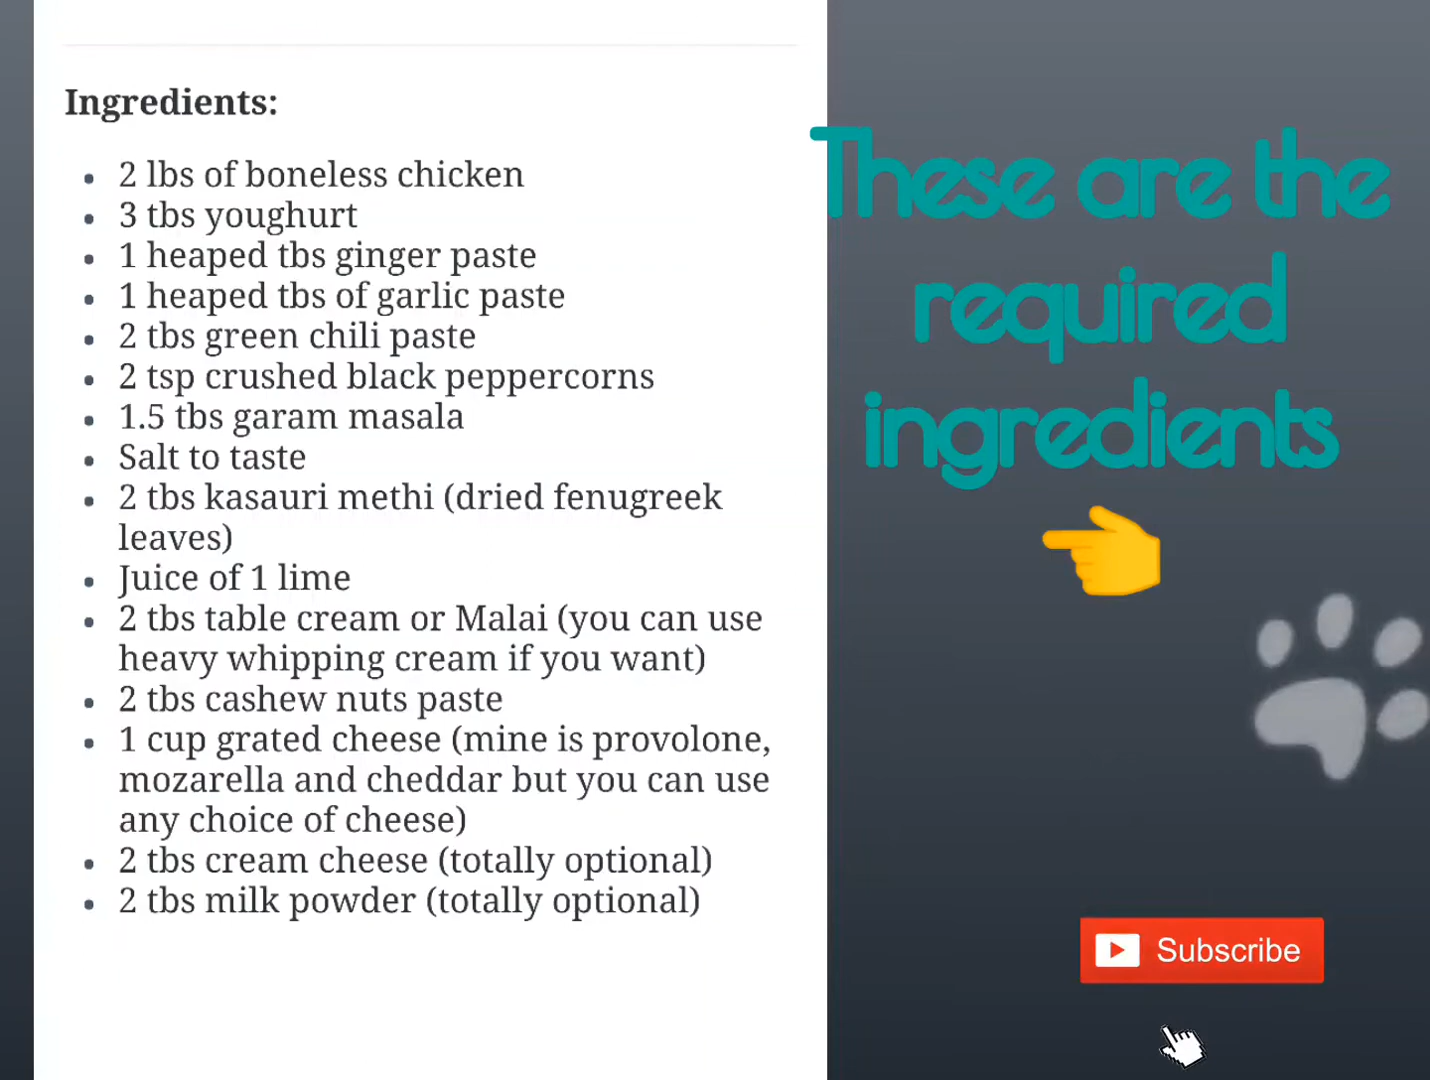 Ingredients:
2 lbs of boneless chicken
3 tbs youghurt
1 heaped tbs ginger paste
1 heaped tbs of garlic paste
2 tbs green chili paste
2 tsp crushed black peppercorns
1.5 tbs garam masala
Salt to taste
2 tbs kasauri methi (dried fenugreek
leaves)
Juice of 1 lime
2 tbs table cream or Malai (you can use
heavy whipping cream if you want)
2 tbs cashew nuts paste
1 cup grated cheese (mine is provolone,
mozarella and cheddar but you can use
any choice of cheese)
2 tbs cream cheese (totally optional)
2 tbs milk powder (totally optional)
These are the
required
ingredients
Subscribe